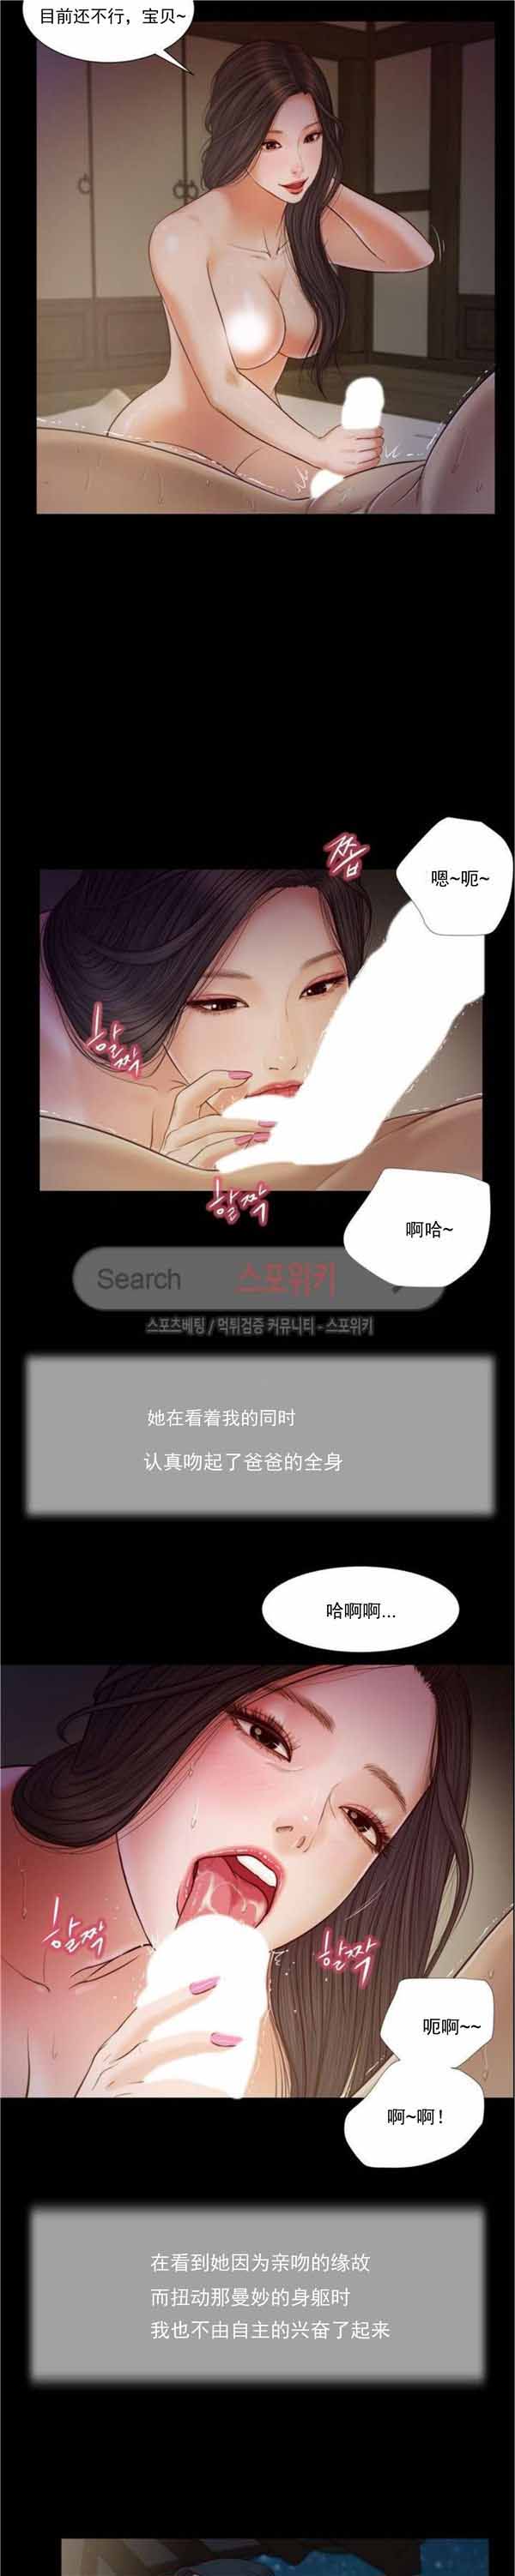 目前还不行，宝贝~
쯥
嗯~呃~
할짝
할짝
啊哈~
Search 스포위키
스포츠베팅 / 먹튀검증 커뮤니티 - 스포위키
她在看着我的同时
认真吻起了爸爸的全身
哈啊啊...
할짝
할짝
呃啊~~
啊~啊！
在看到她因为亲吻的缘故
而扭动那曼妙的身躯时
我也不由自主的兴奋了起来